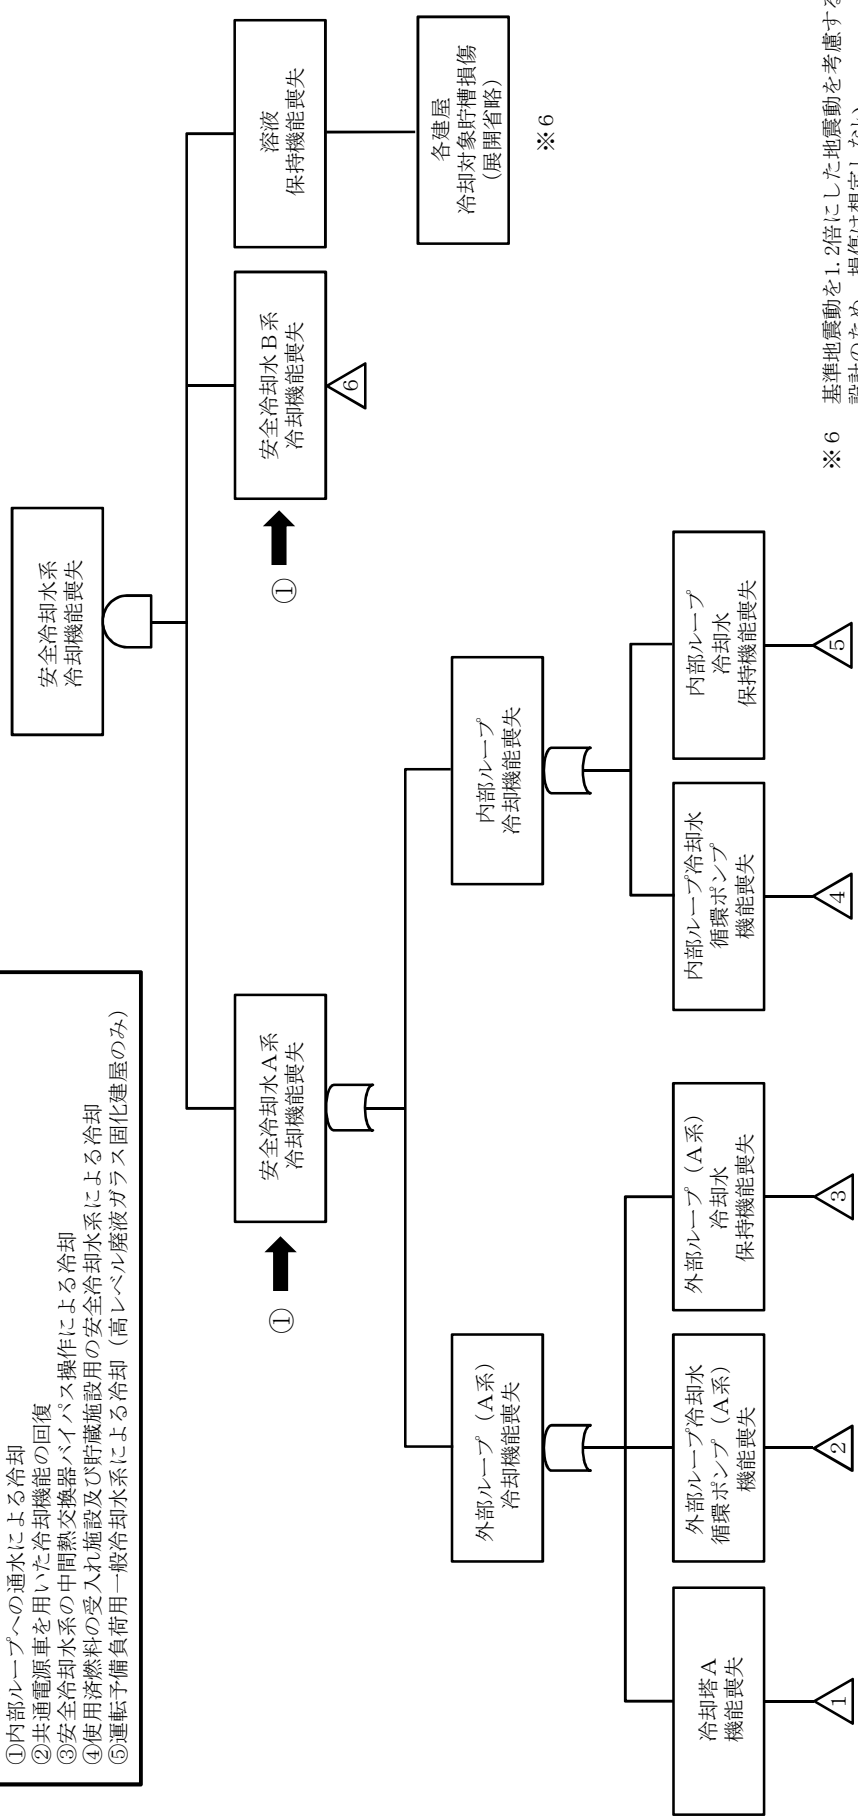 ①内部ループへの通水による冷却
②共通電源車を用いた冷却機能の回復
③安全冷却水系の中間熱交換器バイパス操作による冷却
④使用済燃料の受入れ施設及び貯蔵施設用の安全冷却水系による冷却
⑤運転予備負荷用一般冷却水系による冷却（高レベル廃液ガラス固化建屋のみ）
安全冷却水系
冷却機能喪失
①
安全冷却水A系
冷却機能喪失
①
安全冷却水B系
冷却機能喪失
6
溶液
保持機能喪失
外部ループ（A系）
冷却機能喪失
内部ループ
冷却機能喪失
各建屋
冷却対象貯槽損傷
(展開省略)
※6
冷却塔A
機能喪失
1
外部ループ冷却水
循環ポンプ（A系）
機能喪失
2
外部ループ（A系）
冷却水
保持機能喪失
3
内部ループ冷却水
循環ポンプ
機能喪失
4
内部ループ
冷却水
保持機能喪失
5
※6 基準地震動を1.2倍にした地震動を考慮する
設計のため、損傷は想定しない